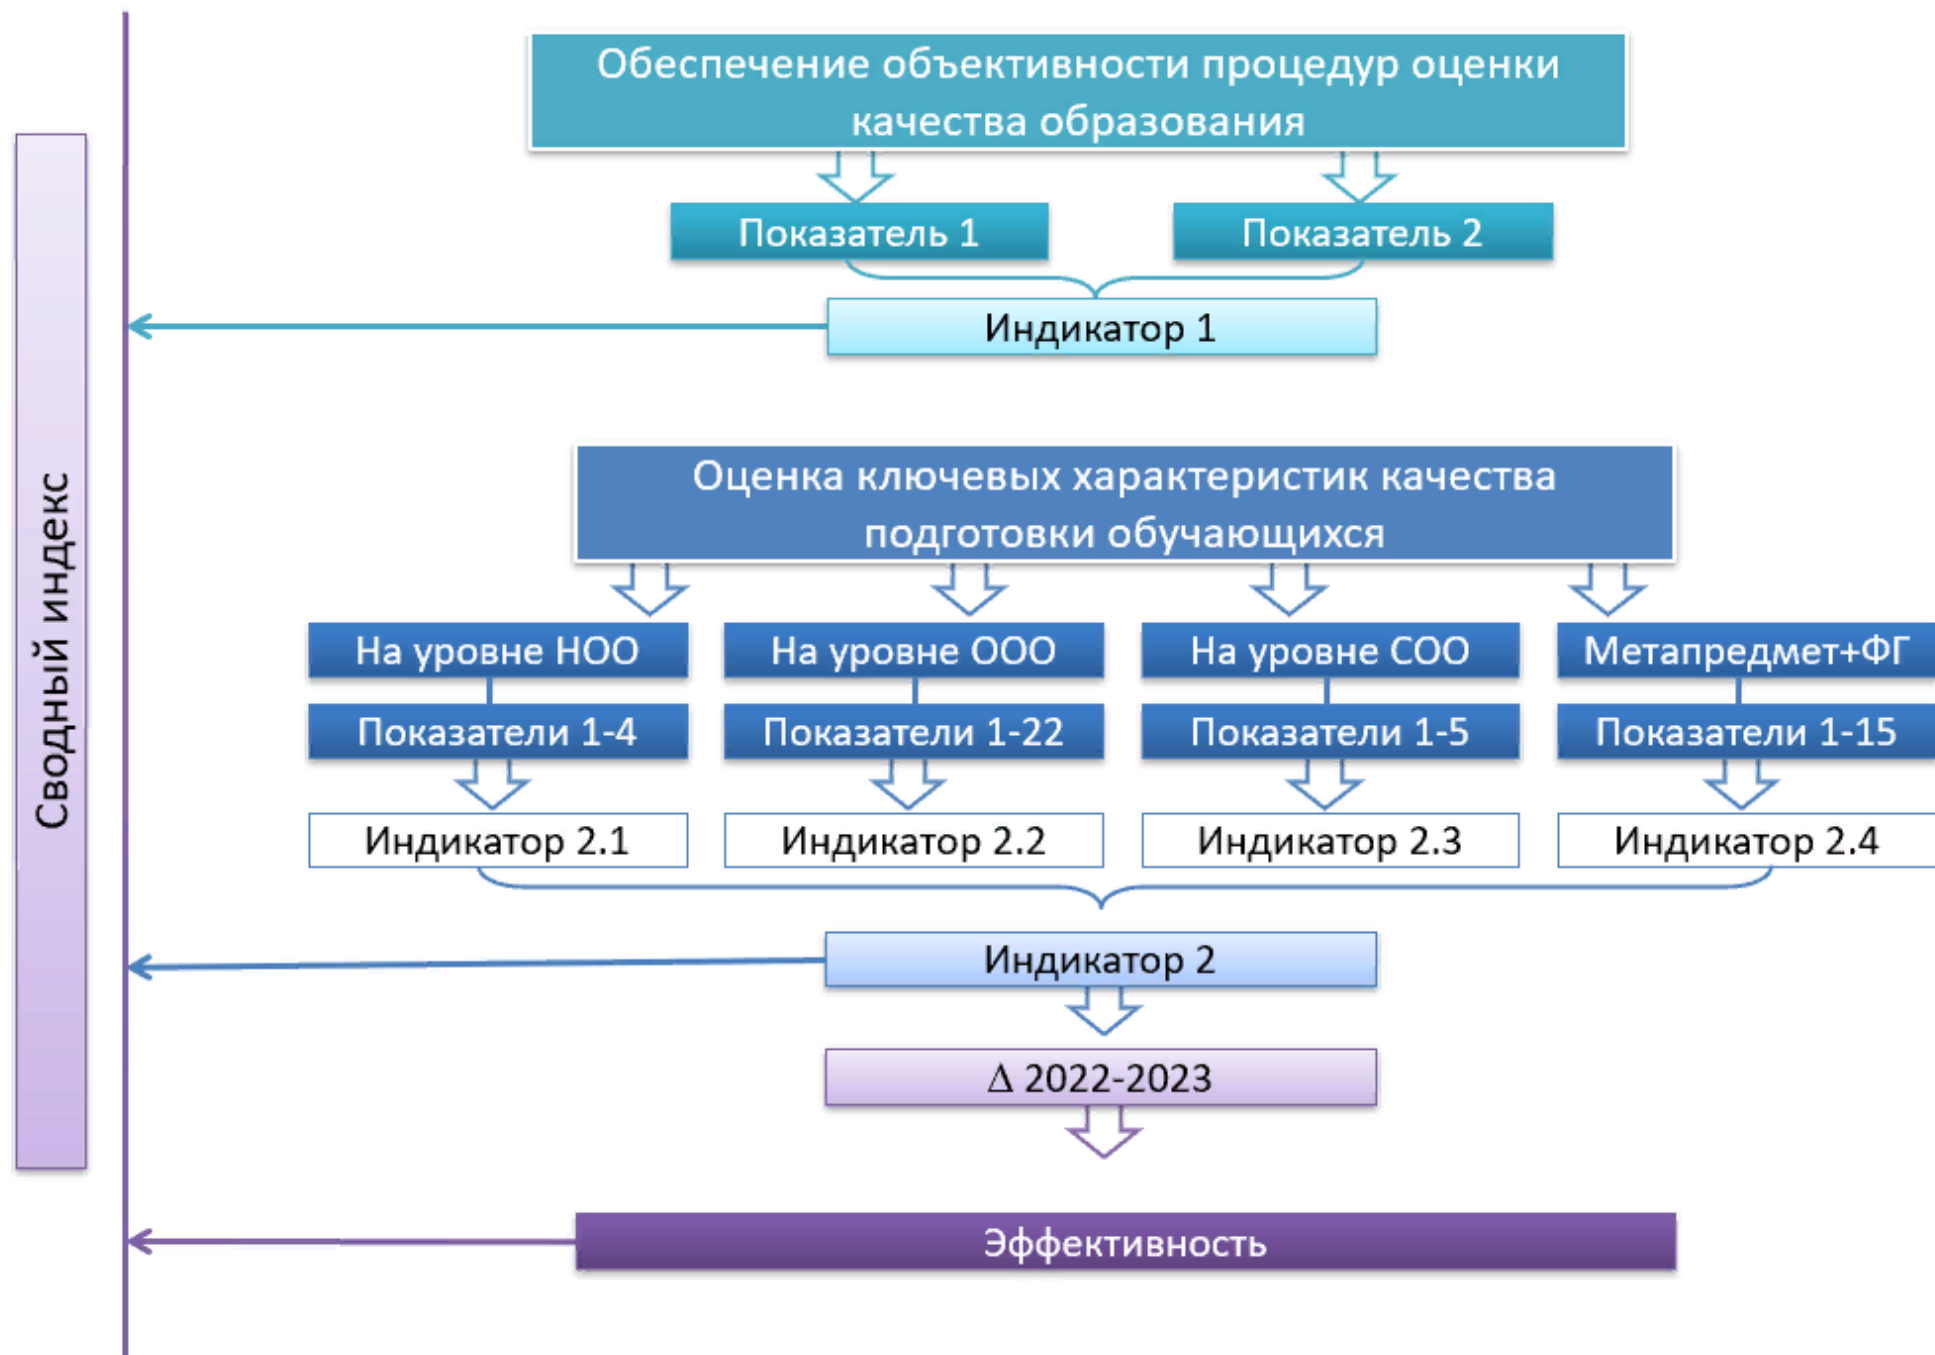 Обеспечение объективности процедур оценки
качества образования
Показатель 1
Показатель 2
Индикатор 1
Сводный индекс
Оценка ключевых характеристик качества
подготовки обучающихся
На уровне НОО
На уровне ООО
На уровне СОО
Метапредмет+ФГ
Показатели 1-4
Показатели 1-22
Показатели 1-5
Показатели 1-15
Индикатор 2.1
Индикатор 2.2
Индикатор 2.3
Индикатор 2.4
Индикатор 2
Δ 2022-2023
Эффективность